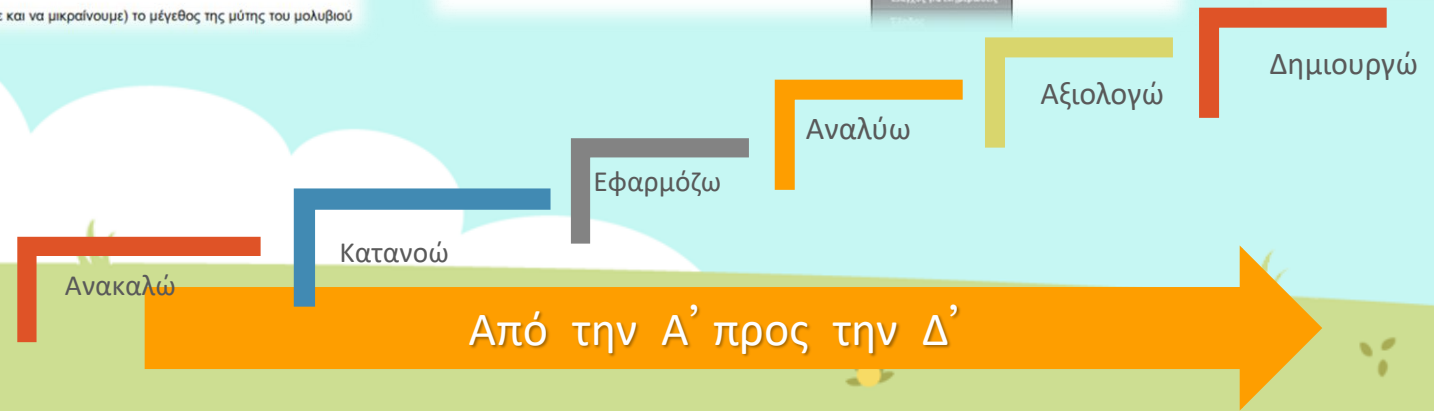 ε και να μικραίνουμε) το μέγεθος της μύτης του μολυβιού
Δημιουργώ
Αξιολογώ
Αναλύω
Εφαρμόζω
Κατανοώ
Ανακαλώ
Από την Α' προς την Δ'